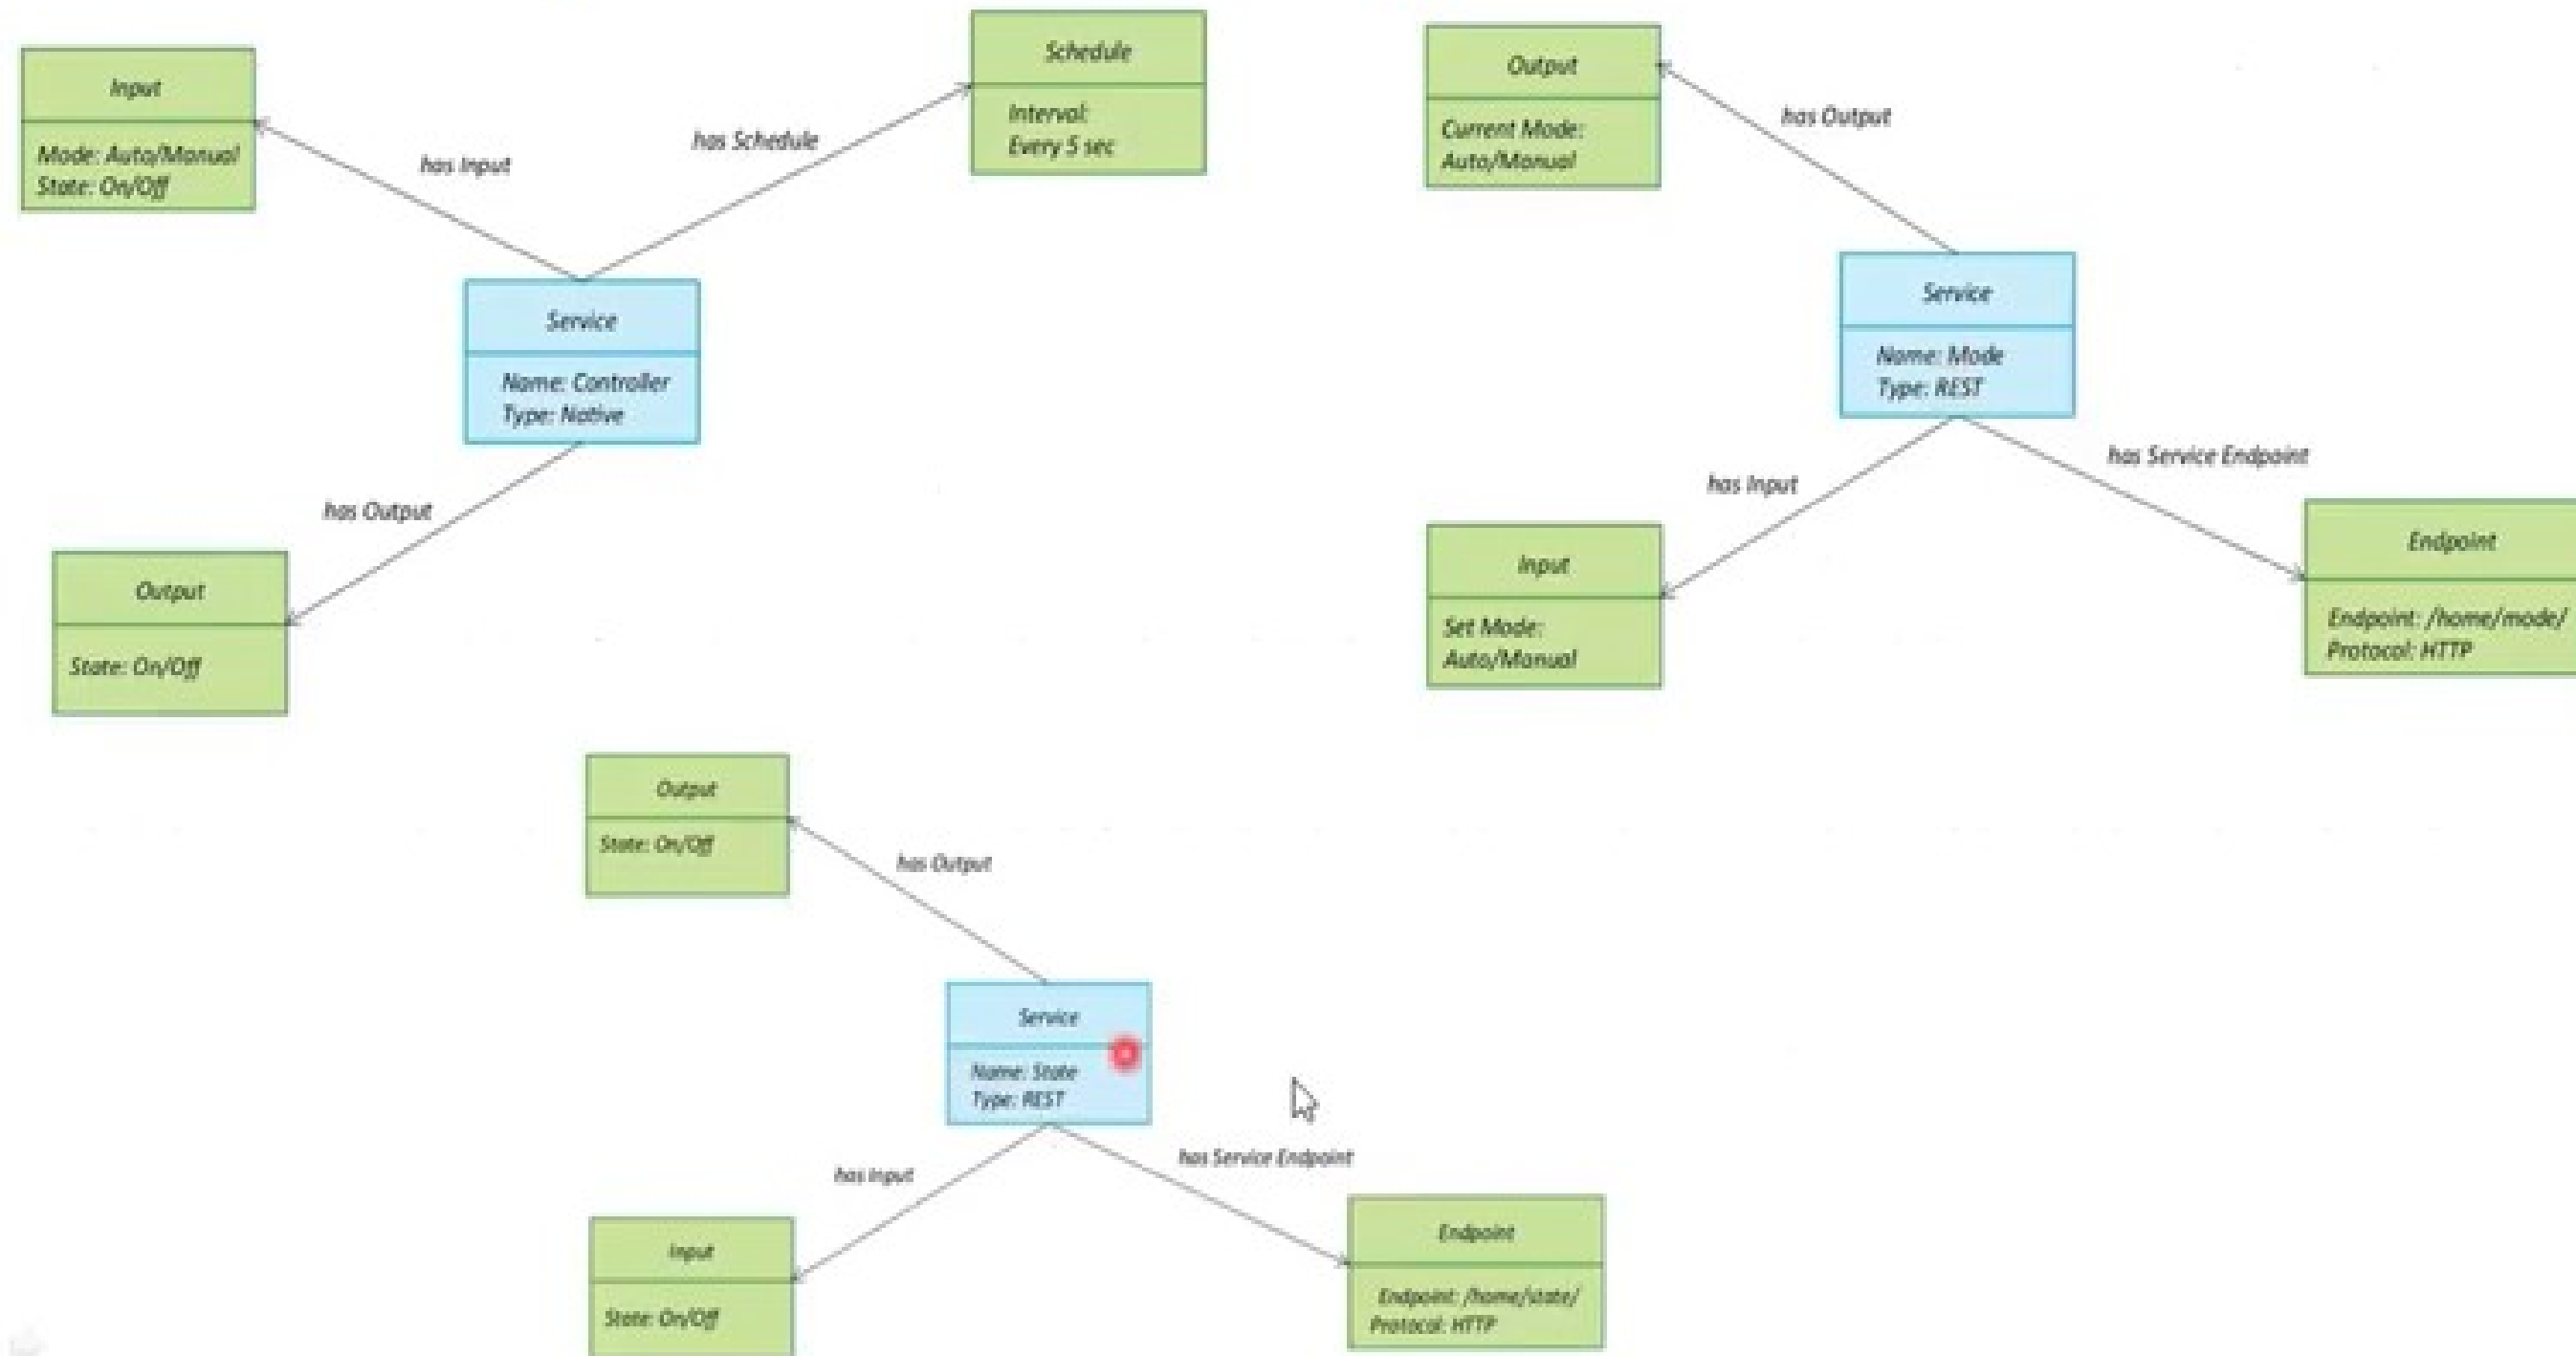 Input
Mode: Auto/Manual
State: On/Off
has Input
has Schedule
Schedule
Interval:
Every 5 sec
Service
Name: Controller
Type: Native
has Output
Output
State: On/Off
Output
Current Mode:
Auto/Manual
has Output
Service
Name: Mode
Type: REST
has Input
has Service Endpoint
Input
Set Mode:
Auto/Manual
Endpoint
Endpoint: /home/mode/
Protocol: HTTP
Output
State: On/Off
has Output
Service
Name: State
Type: REST
has Input
has Service Endpoint
Input
State: On/Off
Endpoint
Endpoint: /home/state/
Protocol: HTTP